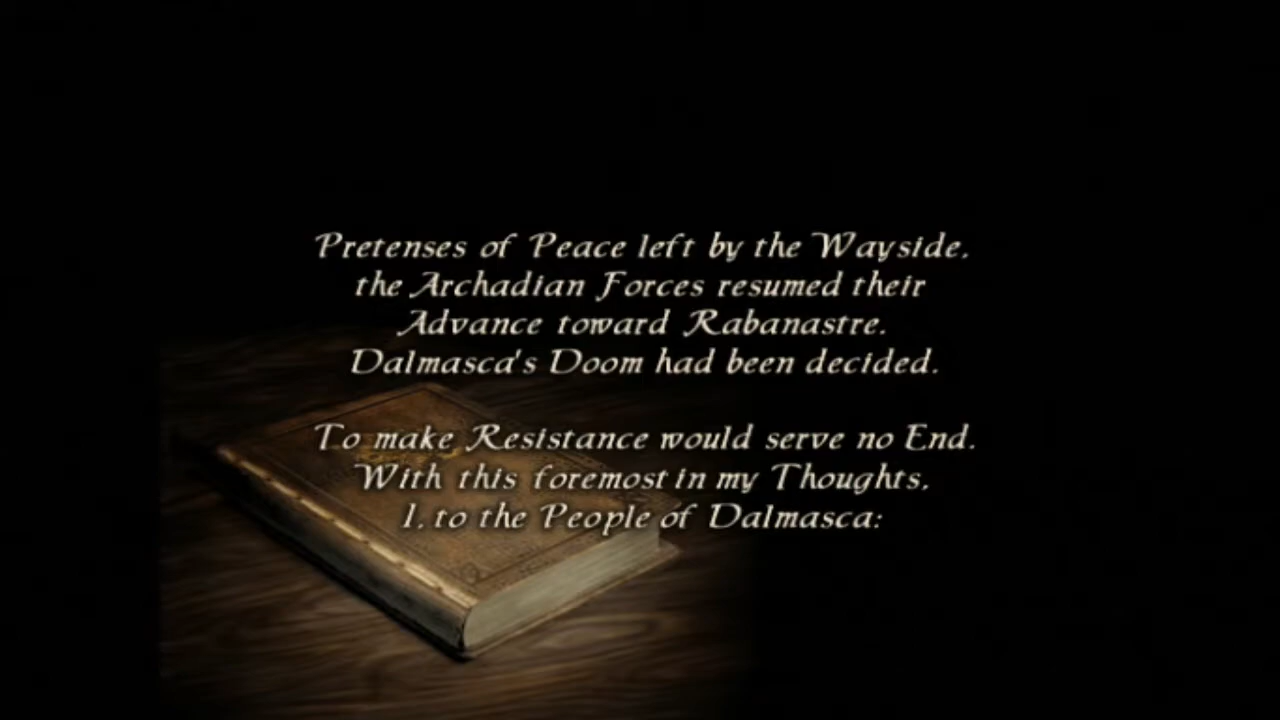 Pretenses of Peace left by the Wayside,
the Archadian Forces resumed their
Advance toward Rabanastre.
Dalmasca's Doom had been decided.
To make Resistance would serve no End.
With this foremost in my Thoughts,
I, to the People of Dalmasca: